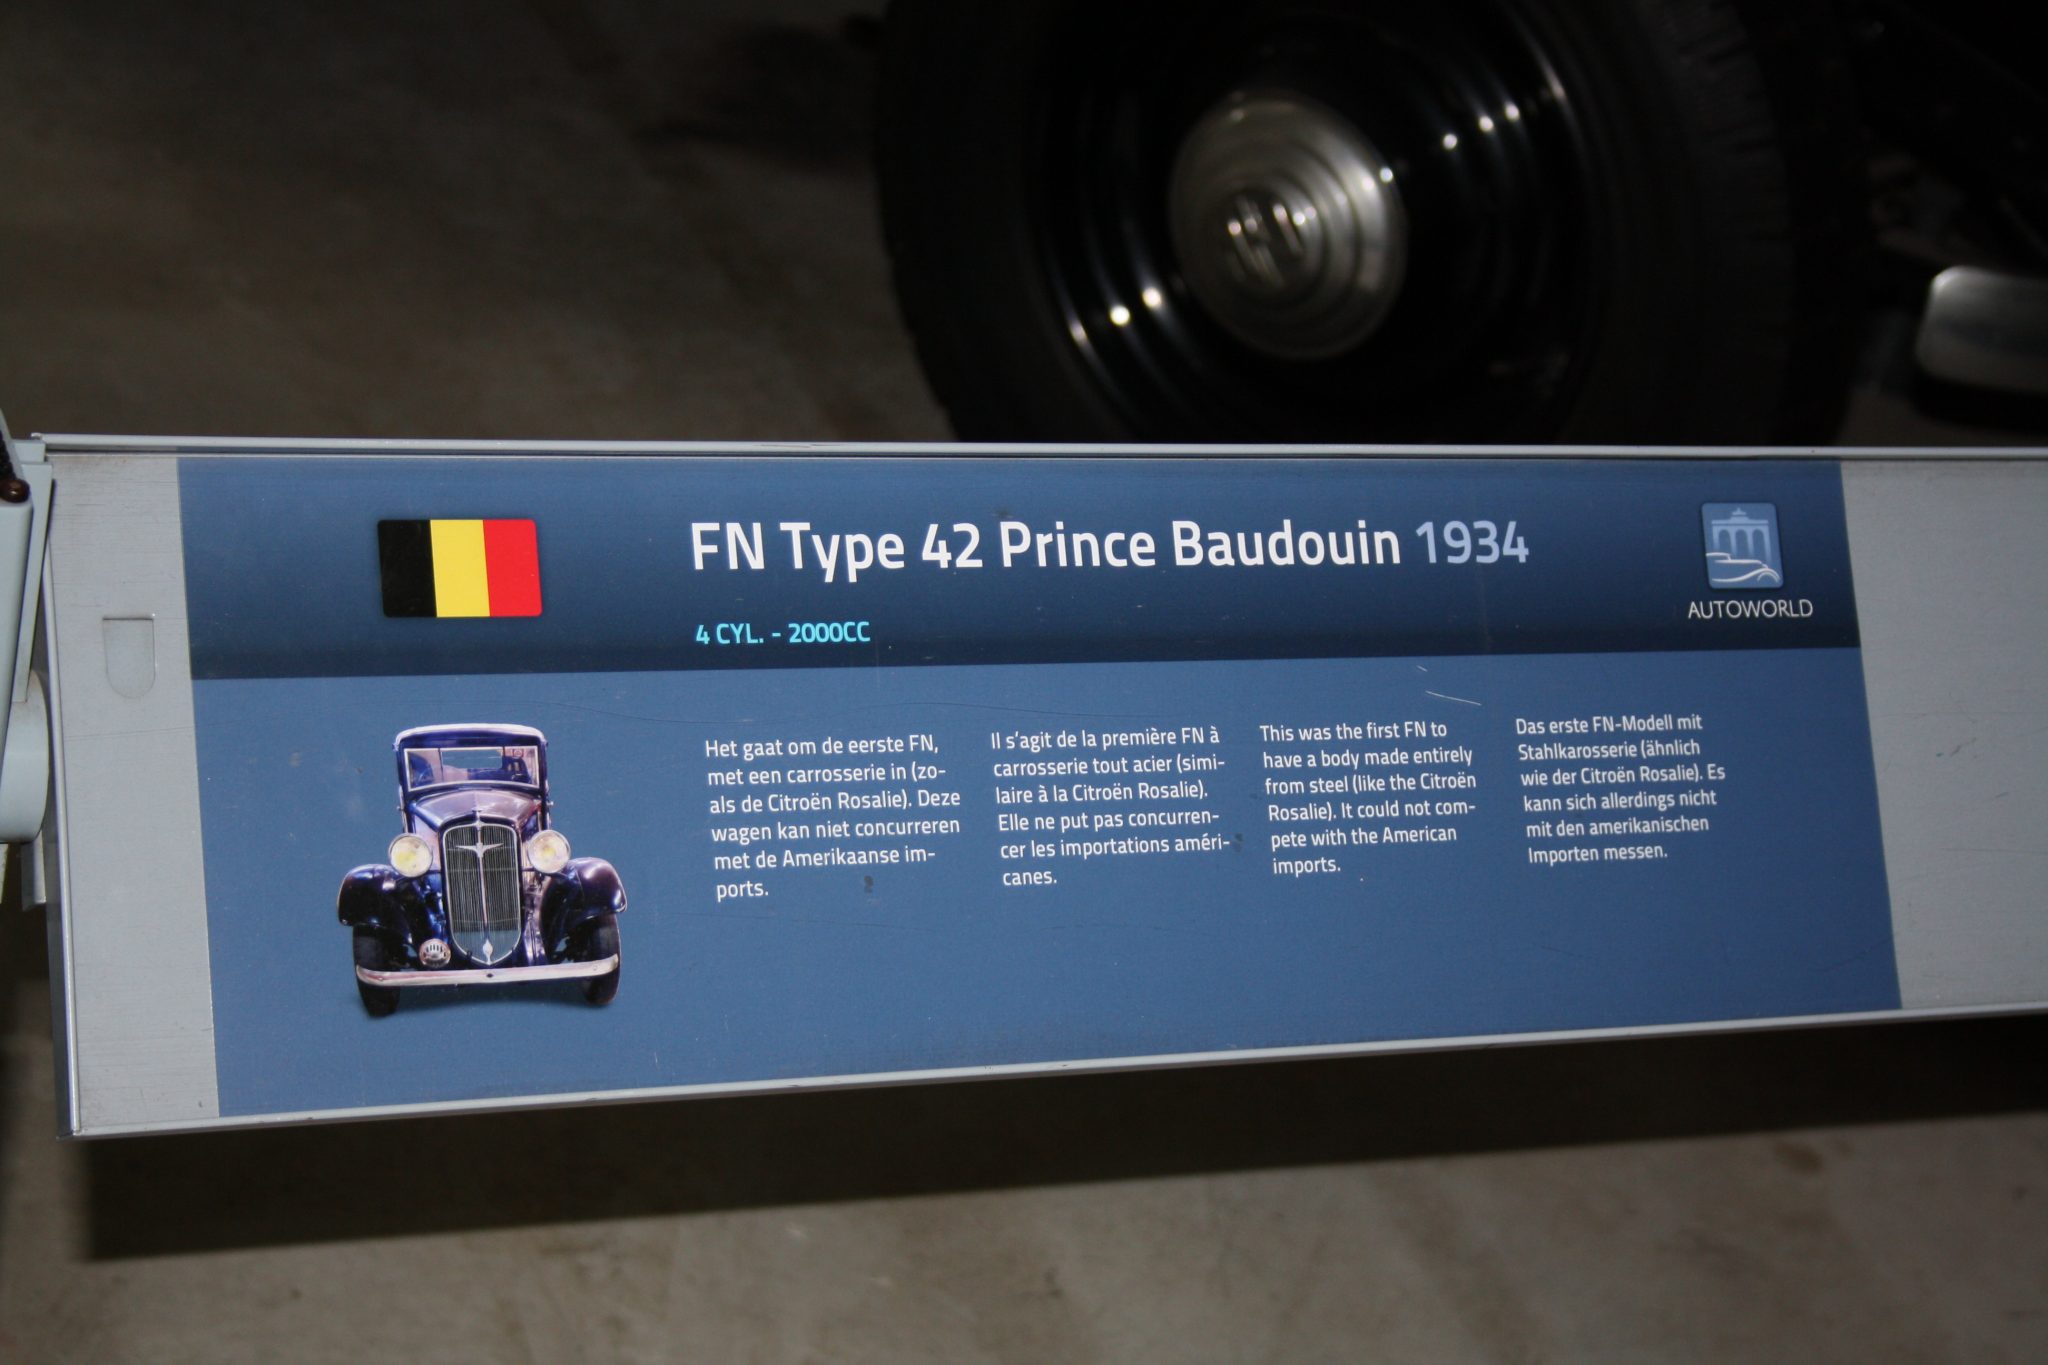 FN Type 42 Prince Baudouin 1934
4 CYL. - 2000CC
AUTOWORLD
Het gaat om de eerste FN,
met een carrosserie in (zo-
als de Citroën Rosalie). Deze
wagen kan niet concurreren
met de Amerikaanse im-
ports.
Il s'agit de la première FN à
carrosserie tout acier (simi-
laire à la Citroën Rosalie).
Elle ne put pas concurren-
cer les importations améri-
canes.
This was the first FN to
have a body made entirely
from steel (like the Citroën
Rosalie). It could not com-
pete with the American
imports.
Das erste FN-Modell mit
Stahlkarosserie (ähnlich
wie der Citroën Rosalie). Es
kann sich allerdings nicht
mit den amerikanischen
Importen messen.